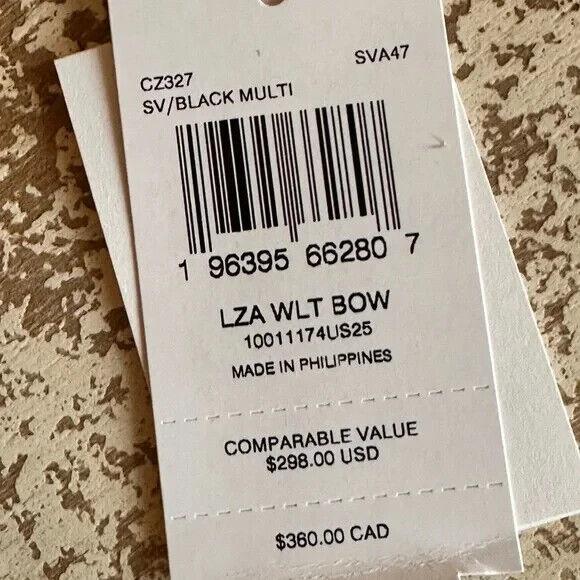 CZ327 SVA47
SV/BLACK MULTI
1 96395 66280 7
LZA WLT BOW
10011174US25
MADE IN PHILIPPINES
COMPARABLE VALUE
$298.00 USD
$360.00 CAD